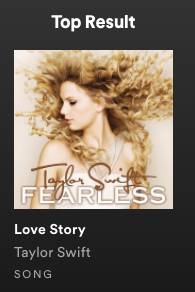 Top Result
Taylor Swift
FEARLESS
Love Story
Taylor Swift
SONG